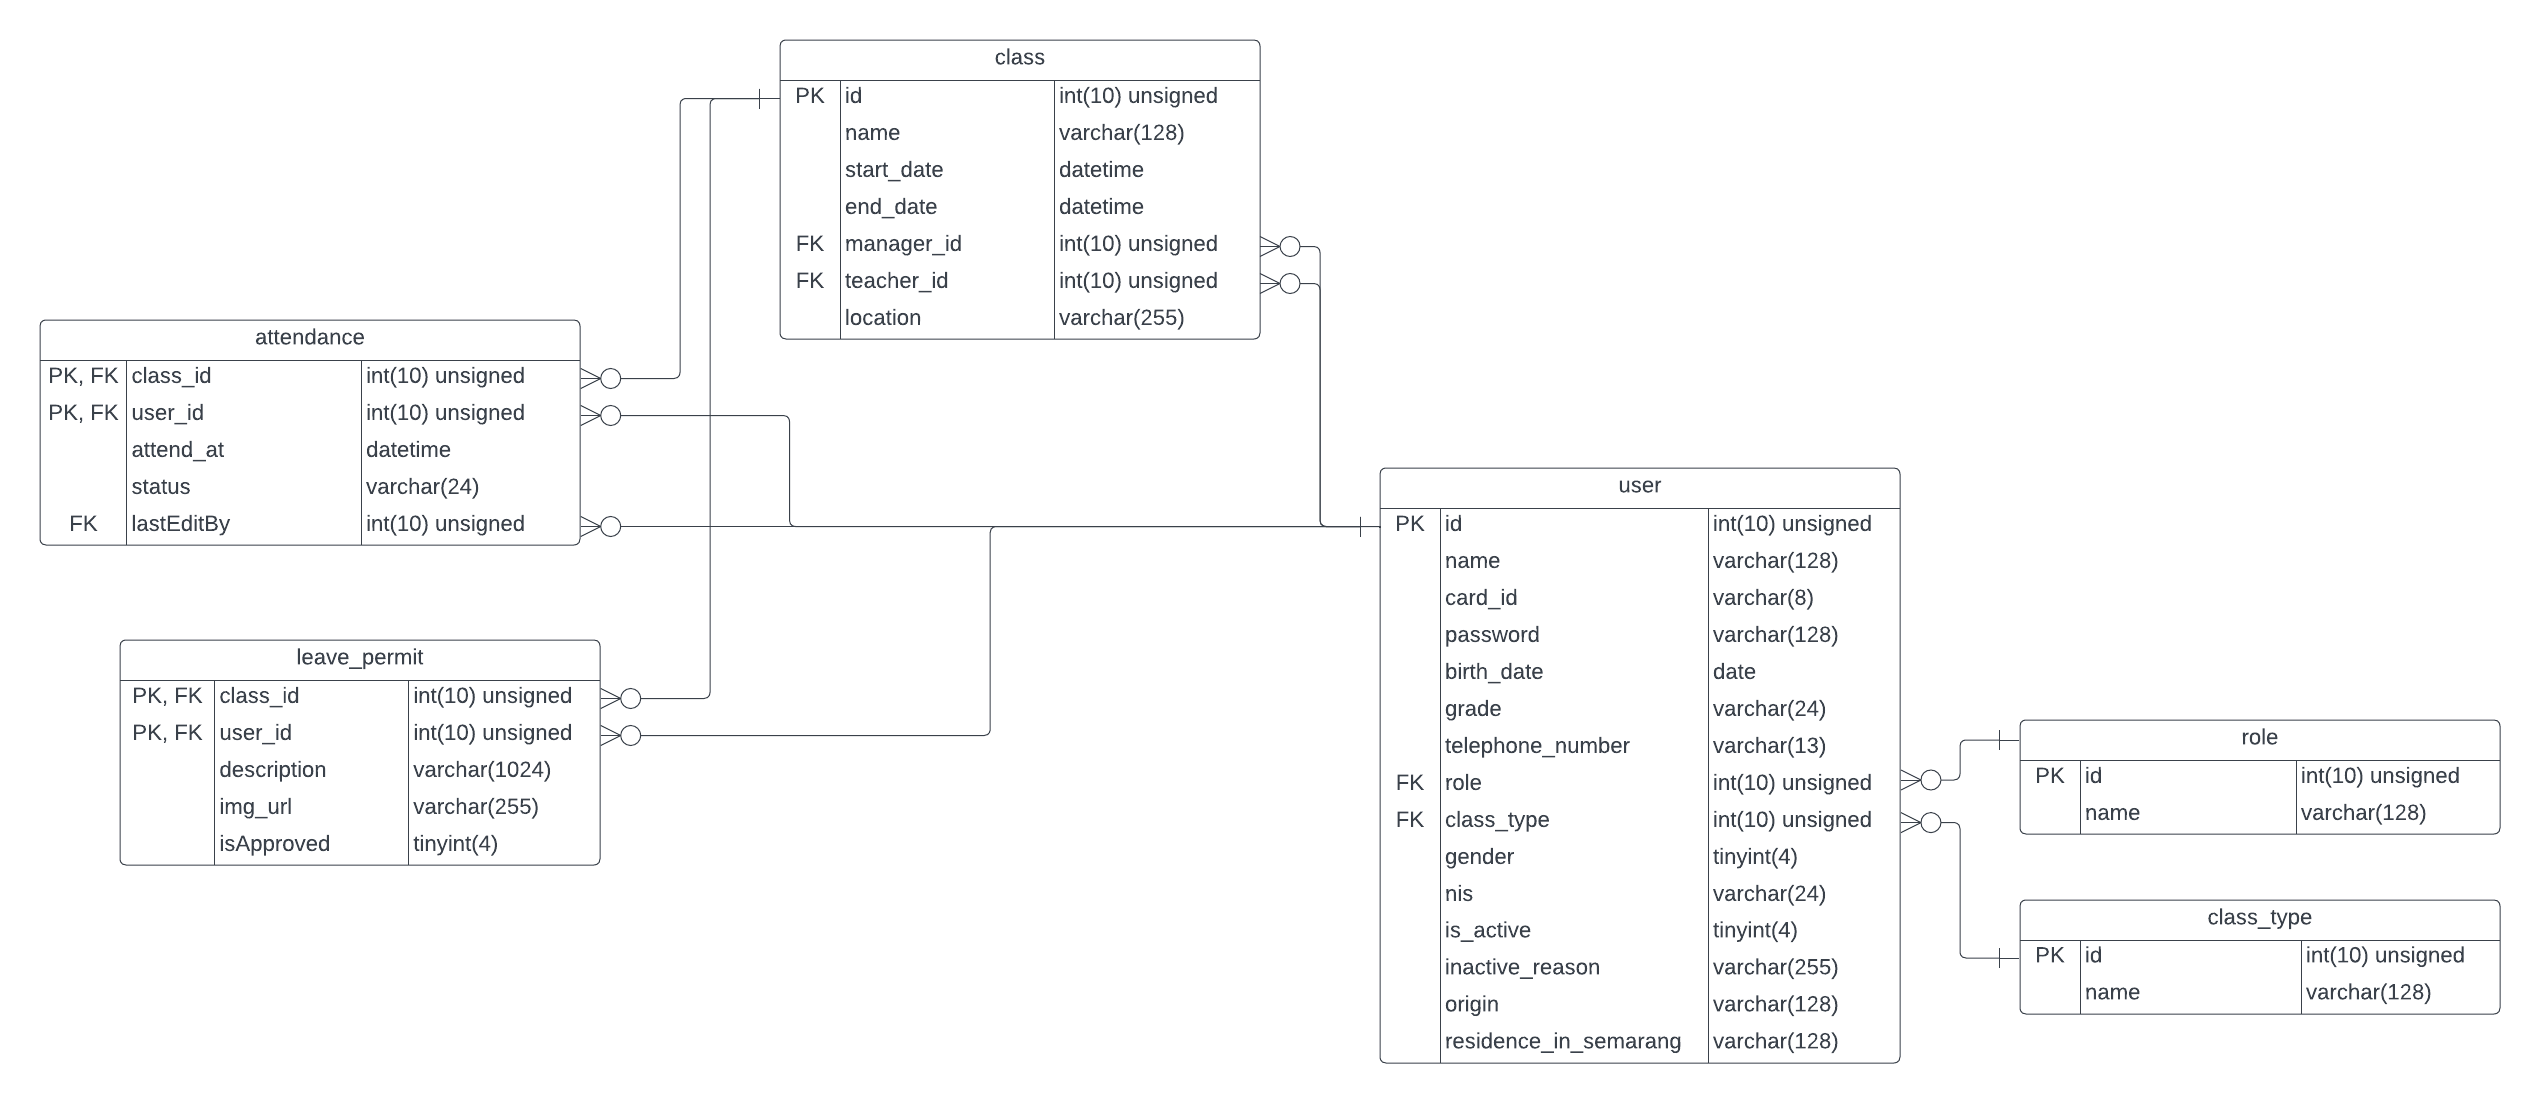 class
PK id int(10) unsigned
name varchar(128)
start_date datetime
end_date datetime
FK manager_id int(10) unsigned
FK teacher_id int(10) unsigned
location varchar(255)
attendance
PK, FK class_id int(10) unsigned
PK, FK user_id int(10) unsigned
attend_at datetime
status varchar(24)
FK lastEditBy int(10) unsigned
leave_permit
PK, FK class_id int(10) unsigned
PK, FK user_id int(10) unsigned
description varchar(1024)
img_url varchar(255)
isApproved tinyint(4)
user
PK id int(10) unsigned
name varchar(128)
card_id varchar(8)
password varchar(128)
birth_date date
grade varchar(24)
telephone_number varchar(13)
FK role int(10) unsigned
FK class_type int(10) unsigned
gender tinyint(4)
nis varchar(24)
is_active tinyint(4)
inactive_reason varchar(255)
origin varchar(128)
residence_in_semarang varchar(128)
role
PK id int(10) unsigned
name varchar(128)
class_type
PK id int(10) unsigned
name varchar(128)